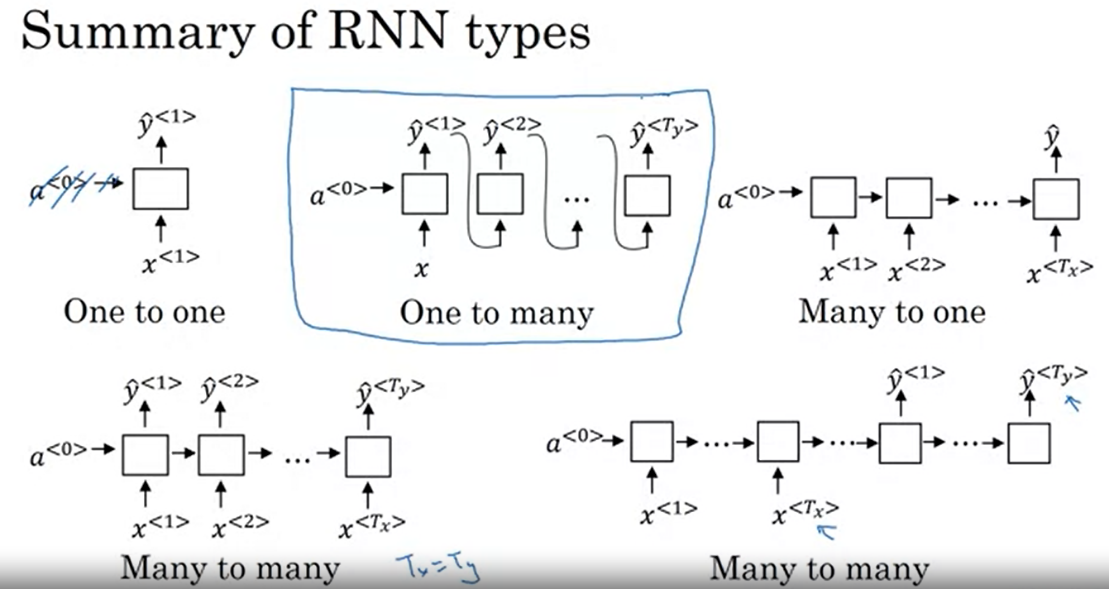 Summary of RNN types
ŷ<1>
a<0>
x<1>
One to one
ŷ<1> ŷ<2> ŷ<Ty>
a<0> ...
x
One to many
ŷ
a<0> ...
x<1> x<2> x<Tx>
Many to one
ŷ<1> ŷ<2> ŷ<Ty>
a<0> ...
x<1> x<2> x<Tx>
Many to many Tx=Ty
ŷ<1> ŷ<Ty>
a<0> ... ... ...
x<1> x<Tx>
Many to many